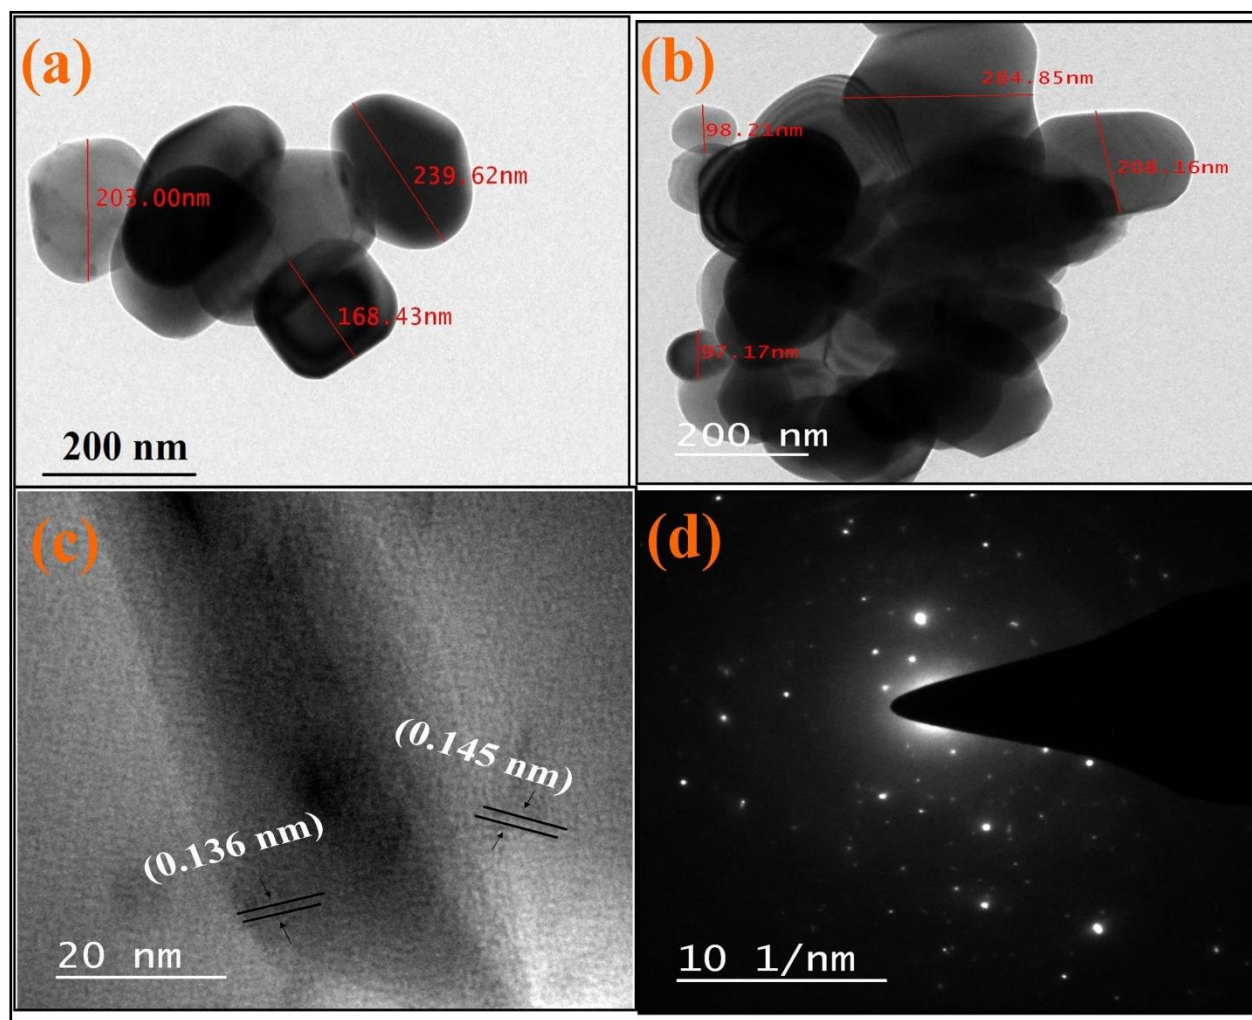 (a)
203.00nm
239.62nm
168.43nm
200 nm
(b)
284.85nm
98.21nm
208.16nm
97.17nm
200 nm
(c)
(0.145 nm)
(0.136 nm)
20 nm
(d)
10 1/nm